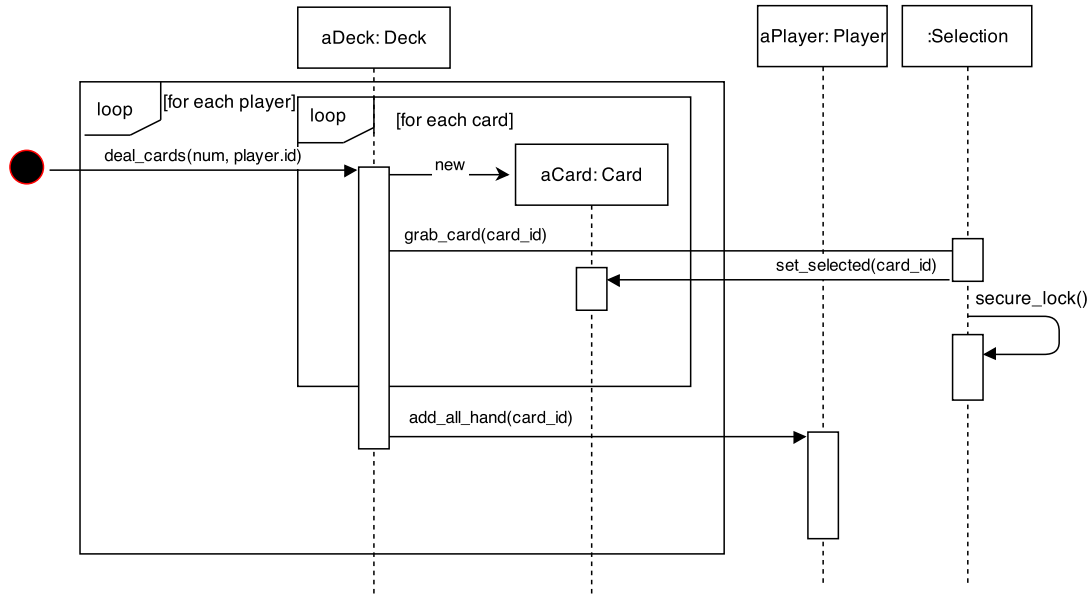 aDeck: Deck
aPlayer: Player
:Selection
loop
[for each player]
loop
[for each card]
deal_cards(num, player.id)
new
aCard: Card
grab_card(card_id)
set_selected(card_id)
secure_lock()
add_all_hand(card_id)